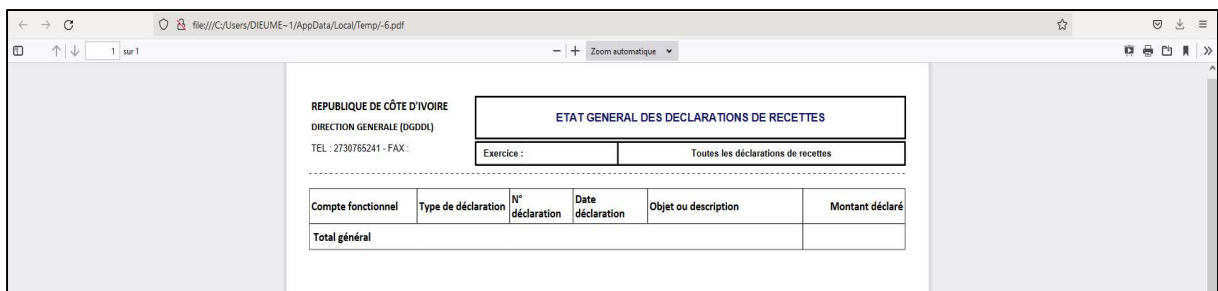 file:///C:/Users/DIEUME~1/AppData/Local/Temp/-6.pdf
1 sur 1
Zoom automatique
REPUBLIQUE DE CÔTE D'IVOIRE
DIRECTION GENERALE (DGDDL)
TEL : 2730765241 - FAX :
ETAT GENERAL DES DECLARATIONS DE RECETTES
Exercice : Toutes les déclarations de recettes
Compte fonctionnel Type de déclaration N° déclaration Date déclaration Objet ou description Montant déclaré
Total général